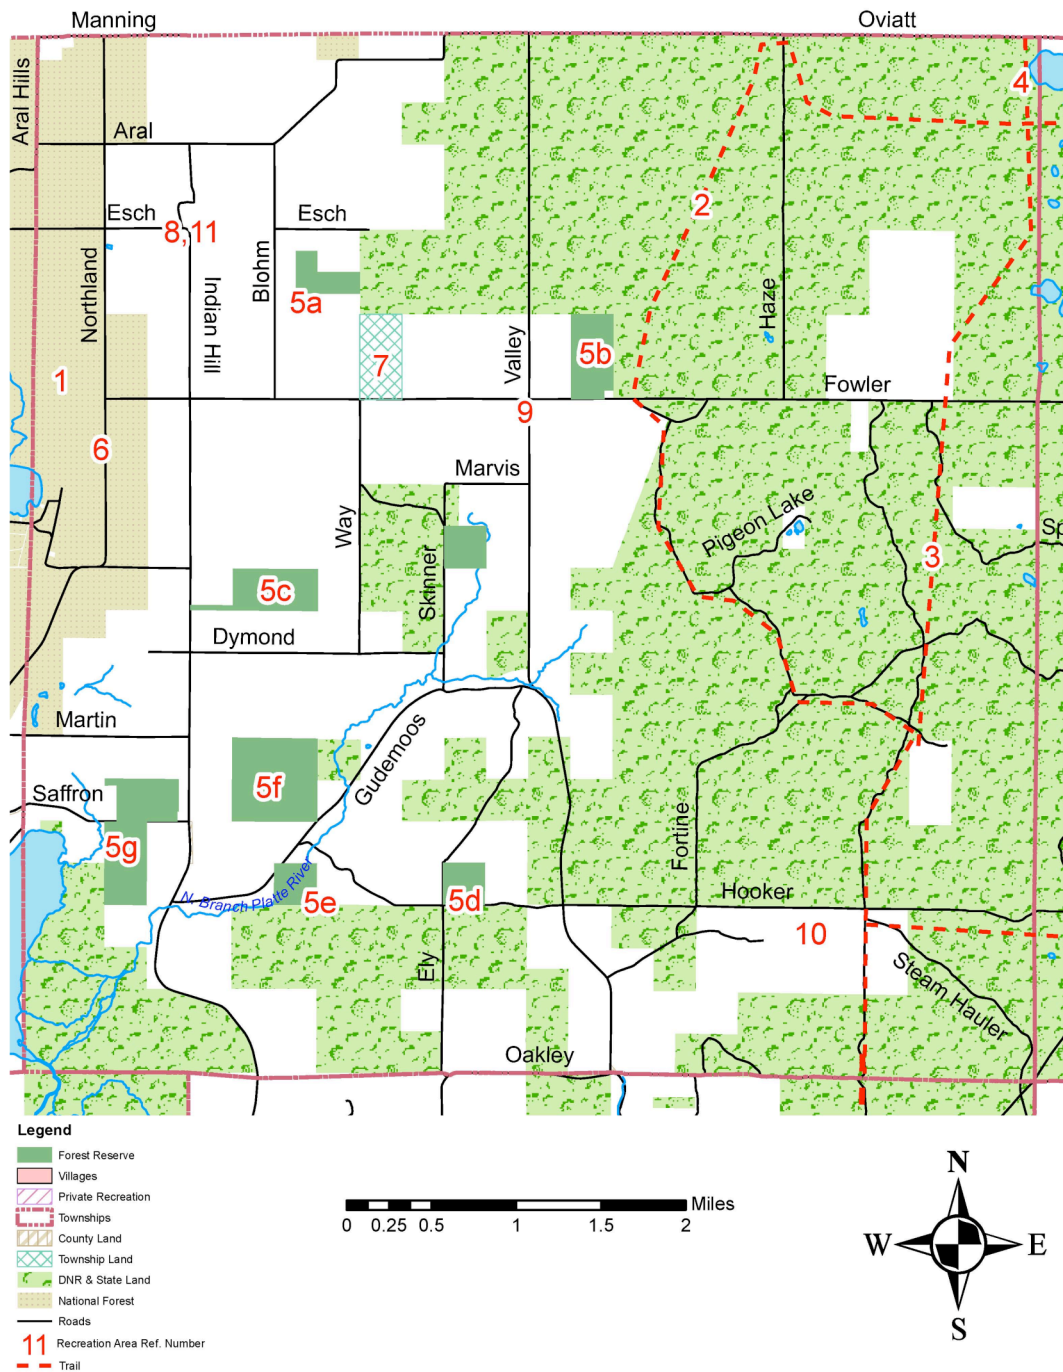 Manning
Oviatt
Aral Hills
4
Aral
2
Esch
Esch
8,11
Northland
Indian Hill
Blohm
5a
Haze
Valley
7
5b
1
Fowler
9
6
Marvis
Way
Pigeon Lake
Sp
Skinner
3
5c
Dymond
Martin
Gudemoos
Saffron
5f
5g
Fortine
N. Branch Platte River
5e
5d
Hooker
10
Ely
Steam Hauler
Oakley
Legend
Forest Reserve
Villages
Private Recreation
Townships
County Land
Township Land
DNR & State Land
National Forest
Roads
11 Recreation Area Ref. Number
Trail
Miles
0 0.25 0.5 1 1.5 2
N
W E
S